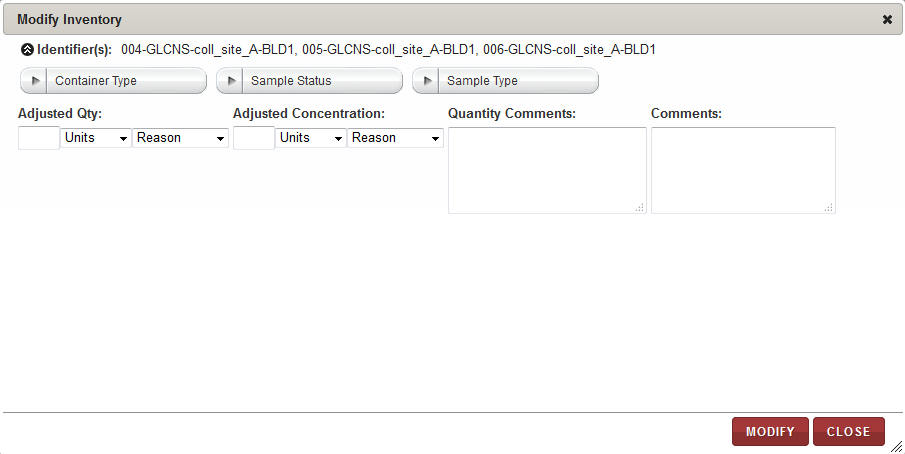 Modify Inventory
Identifier(s): 004-GLCNS-coll_site_A-BLD1, 005-GLCNS-coll_site_A-BLD1, 006-GLCNS-coll_site_A-BLD1
Container Type Sample Status Sample Type
Adjusted Qty: Adjusted Concentration: Quantity Comments: Comments:
Units Reason Units Reason
MODIFY CLOSE